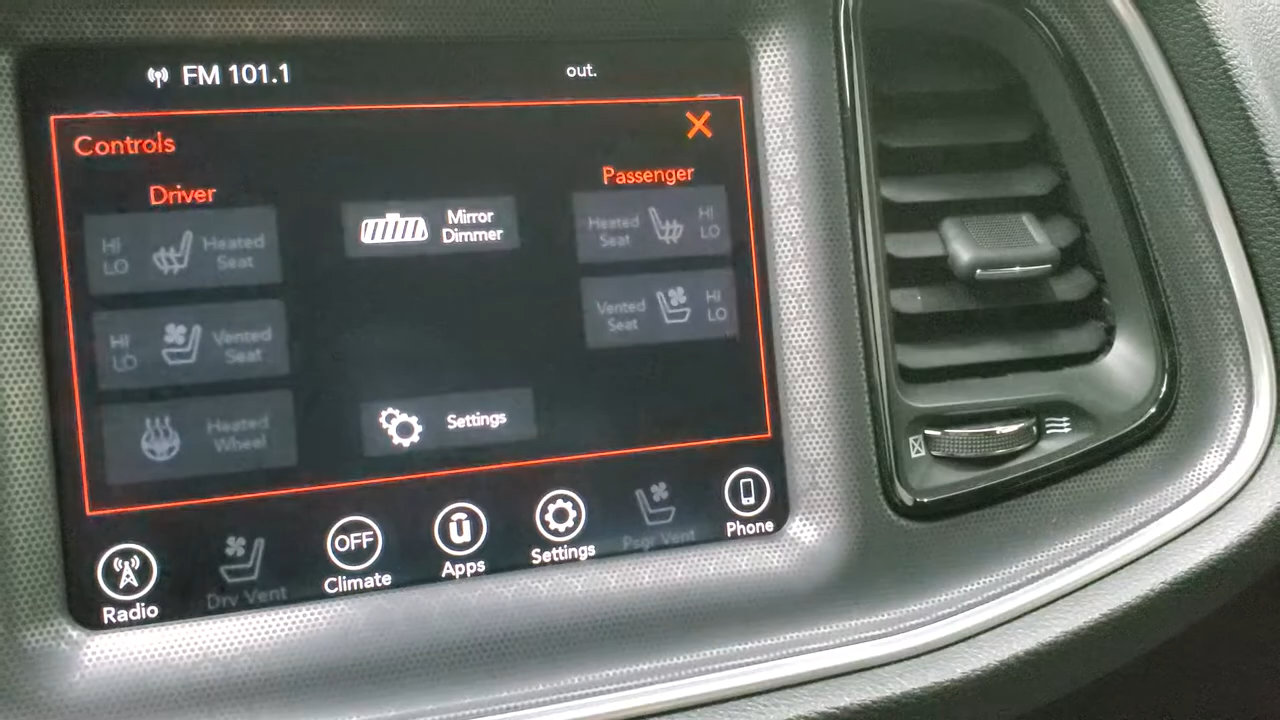 FM 101.1
out.
Controls
Driver
Passenger
HI
LO
Heated
Seat
Mirror
Dimmer
Heated
Seat
HI
LO
HI
LO
Vented
Seat
Vented
Seat
HI
LO
Heated
Wheel
Settings
Radio
Drv Vent
OFF
Climate
Apps
Settings
Psgr Vent
Phone